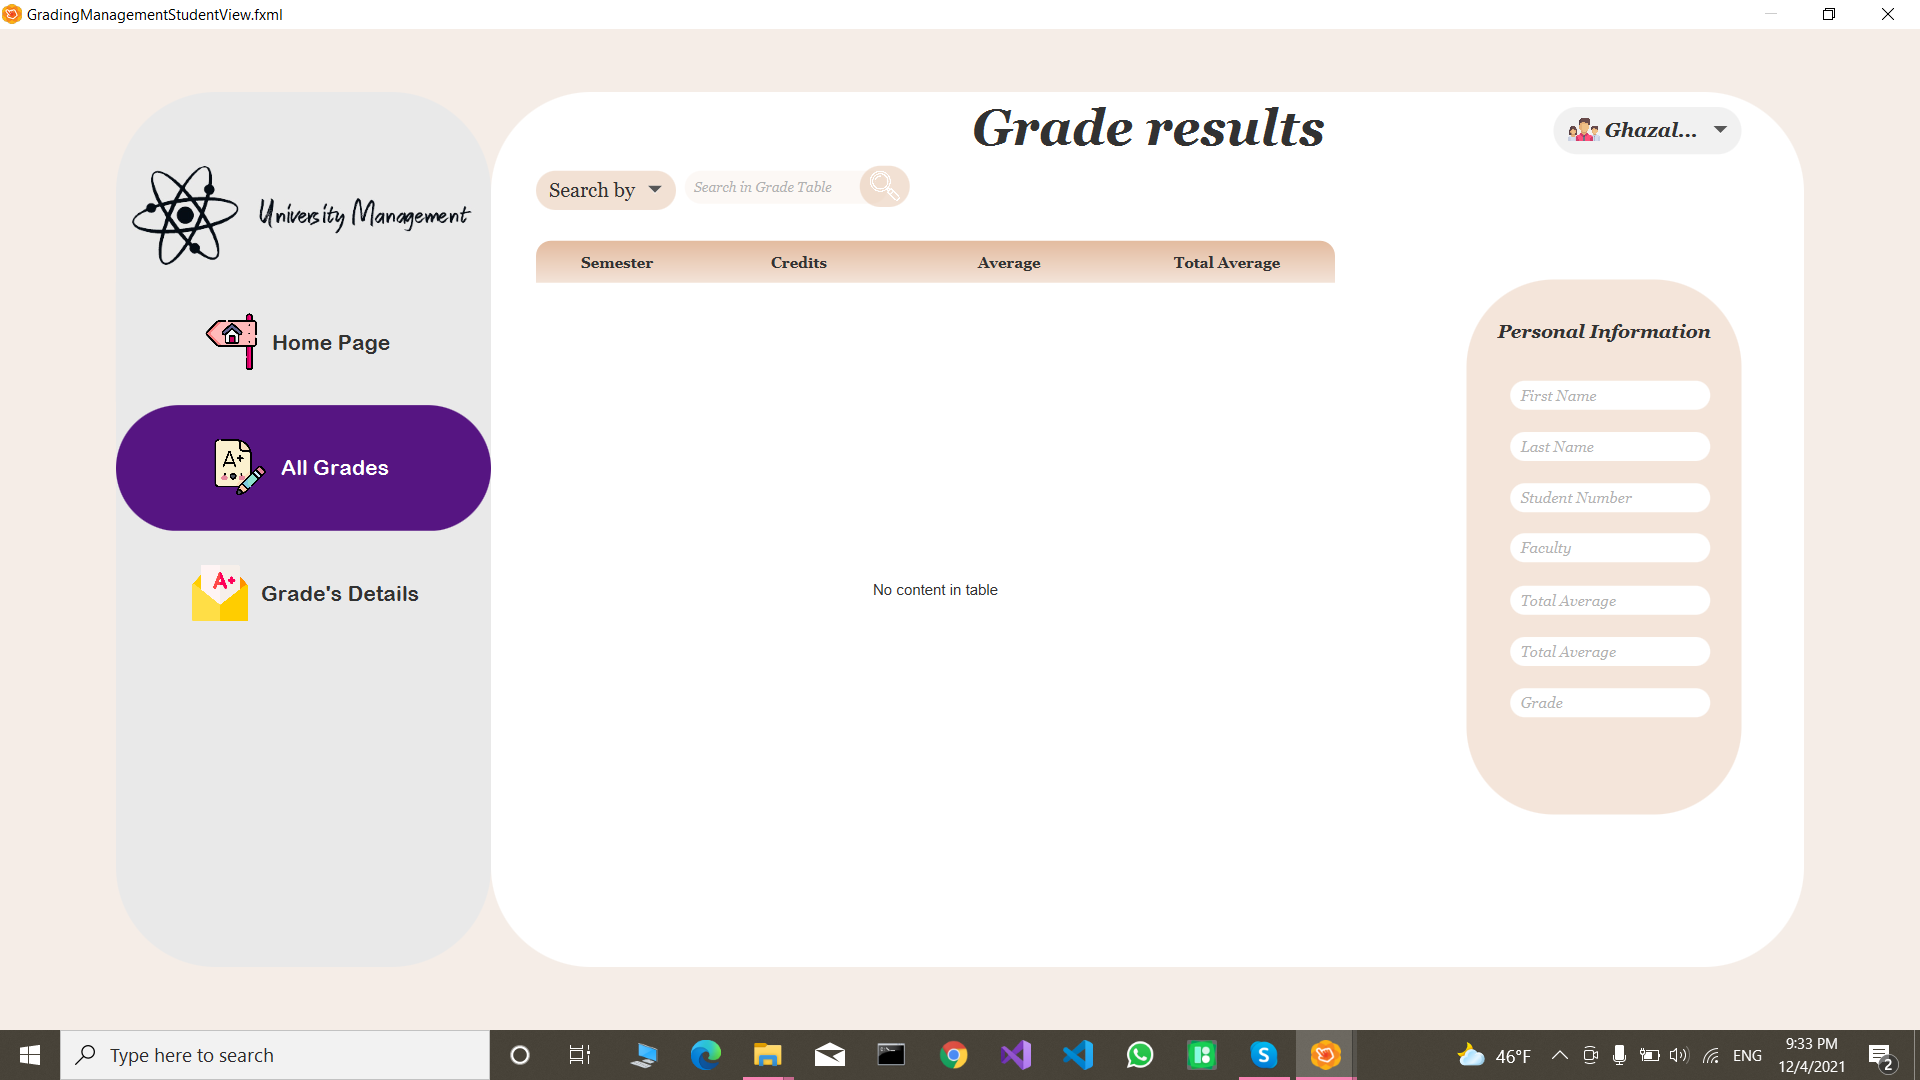 GradingManagementStudentView.fxml
Grade results
Ghazal...
University Management
Home Page
A+
All Grades
A+
Grade's Details
Search by
Search in Grade Table
Semester Credits Average Total Average
No content in table
Personal Information
First Name
Last Name
Student Number
Faculty
Total Average
Total Average
Grade
Type here to search
S
46°F
ENG
9:33 PM
12/4/2021
2